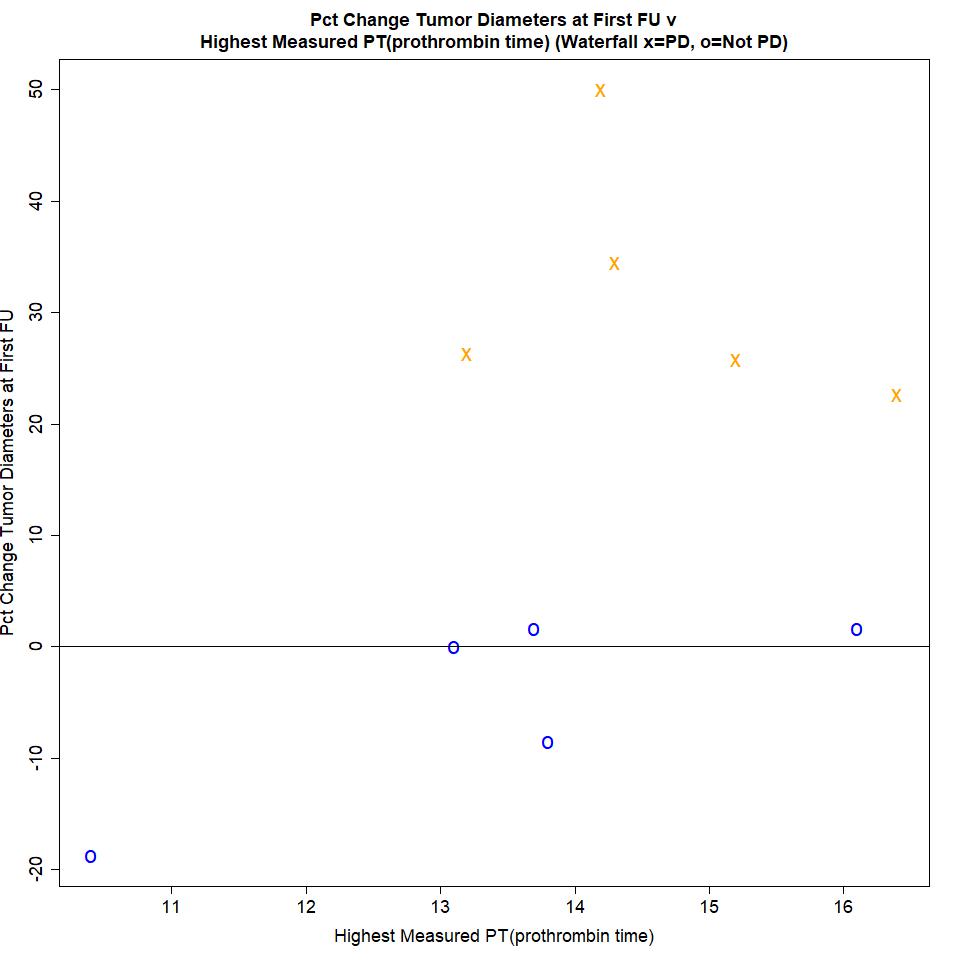 Pct Change Tumor Diameters at First FU v
Highest Measured PT(prothrombin time) (Waterfall x=PD, o=Not PD)
Pct Change Tumor Diameters at First FU
50
40
30
20
10
0
-10
-20
X
X
X
X
X
O
O
O
O
O
11 12 13 14 15 16
Highest Measured PT(prothrombin time)